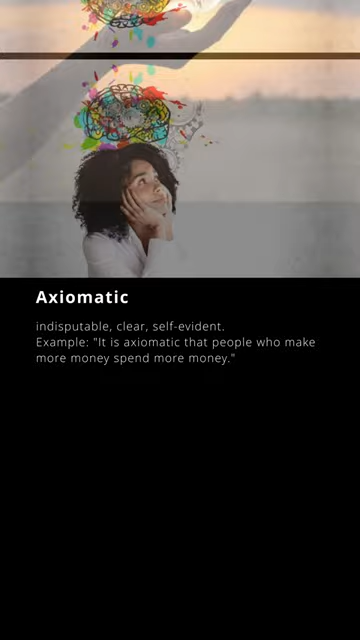 Axiomatic
indisputable, clear, self-evident.
Example: "It is axiomatic that people who make
more money spend more money."